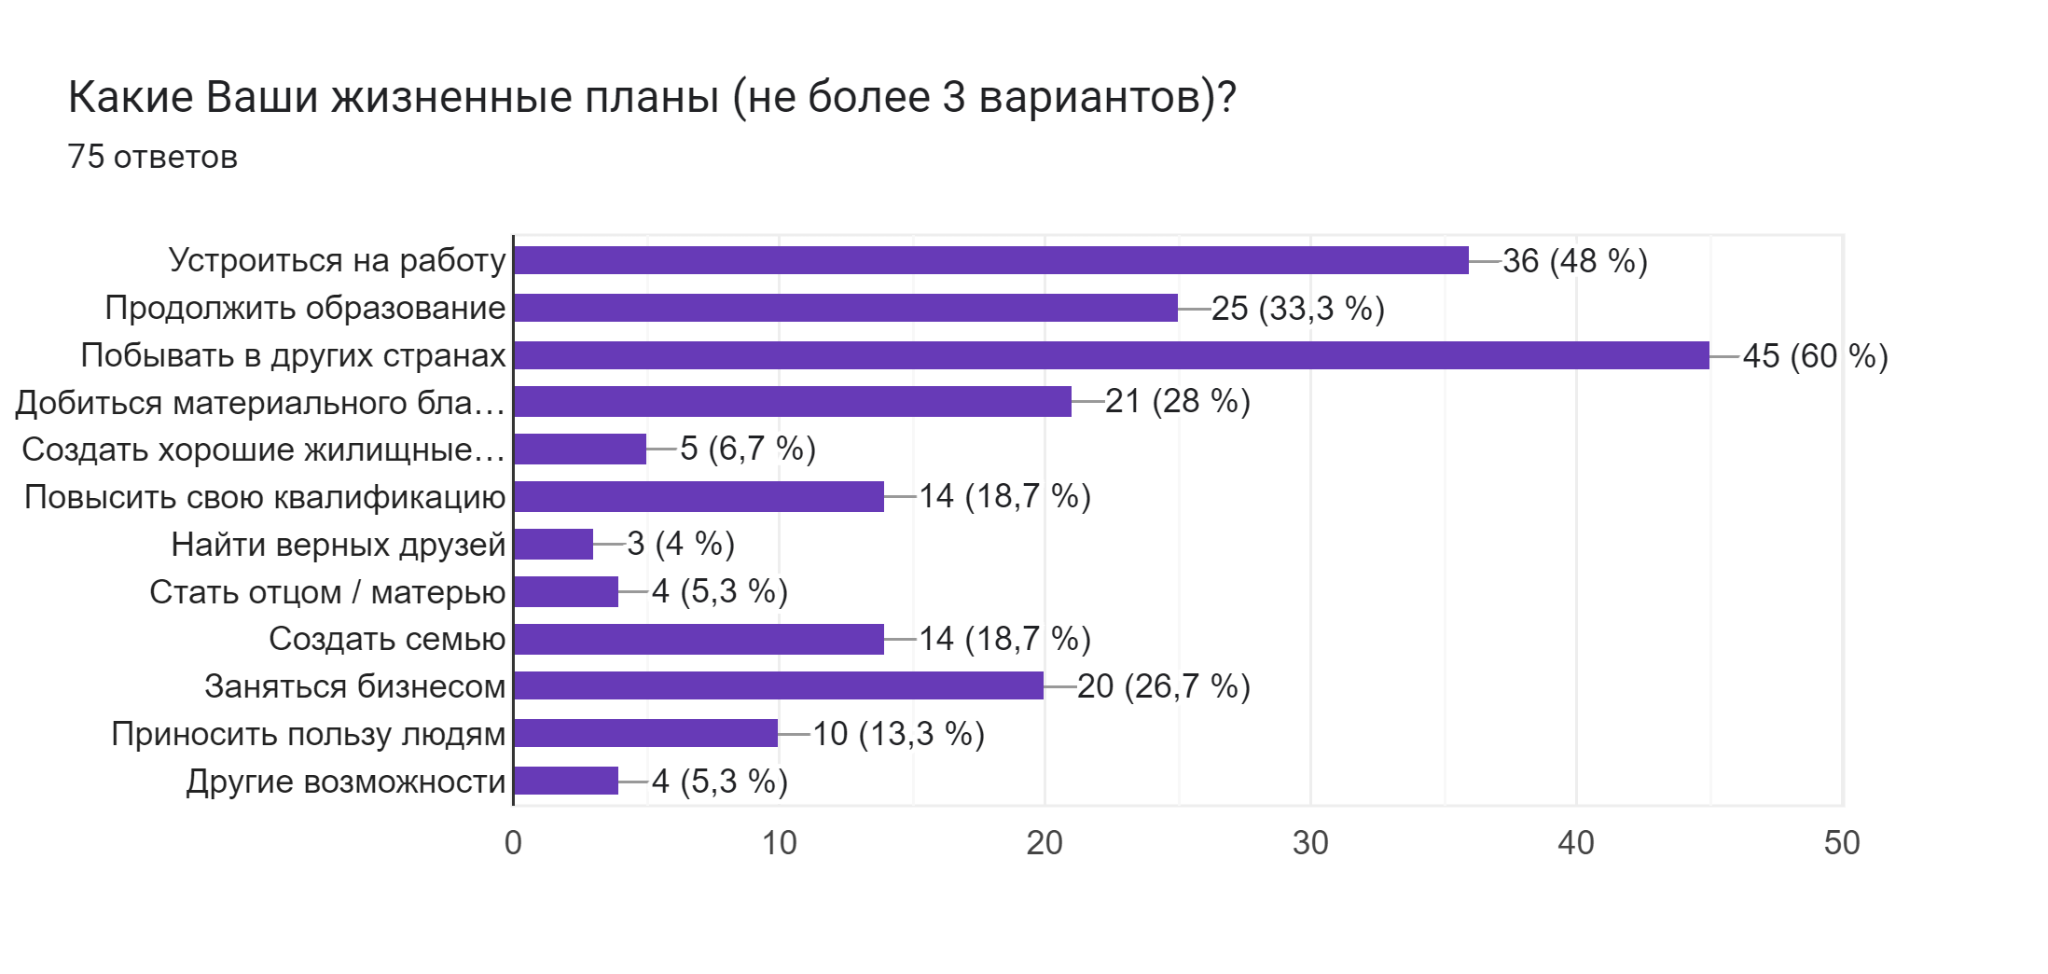 Какие Ваши жизненные планы (не более 3 вариантов)?
75 ответов
Устроиться на работу 36 (48 %)
Продолжить образование 25 (33,3 %)
Побывать в других странах 45 (60 %)
Добиться материального бла… 21 (28 %)
Создать хорошие жилищные… 5 (6,7 %)
Повысить свою квалификацию 14 (18,7 %)
Найти верных друзей 3 (4 %)
Стать отцом / матерью 4 (5,3 %)
Создать семью 14 (18,7 %)
Заняться бизнесом 20 (26,7 %)
Приносить пользу людям 10 (13,3 %)
Другие возможности 4 (5,3 %)
0 10 20 30 40 50